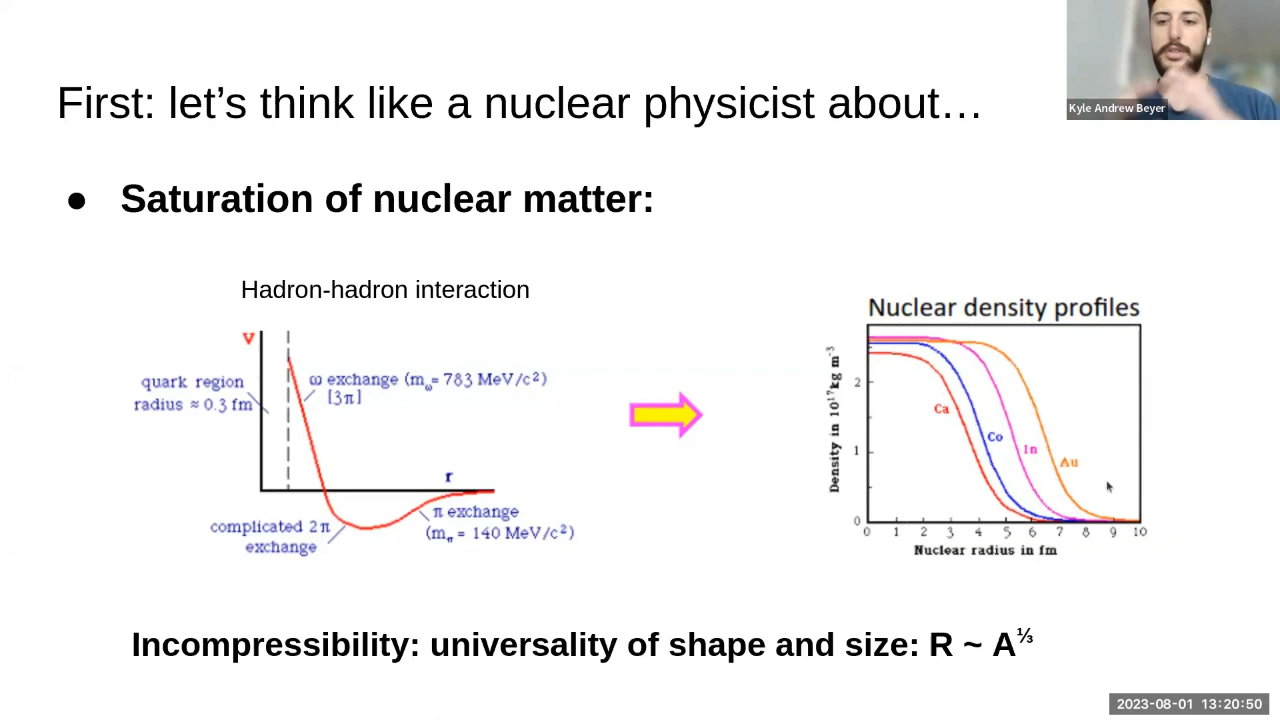 First: let's think like a nuclear physicist about…
Kyle Andrew Beyer
● Saturation of nuclear matter:
Hadron-hadron interaction
V
quark region
radius ≈ 0.3 fm
ω exchange (mω= 783 MeV/c²)
[3π]
r
complicated 2π
exchange
π exchange
(mπ = 140 MeV/c²)
Nuclear density profiles
Density in 10¹⁷kg m⁻³
2
1
0
Ca
Co
In
Au
0 1 2 3 4 5 6 7 8 9 10
Nuclear radius in fm
Incompressibility: universality of shape and size: R ~ A^⅓
2023-08-01 13:20:50